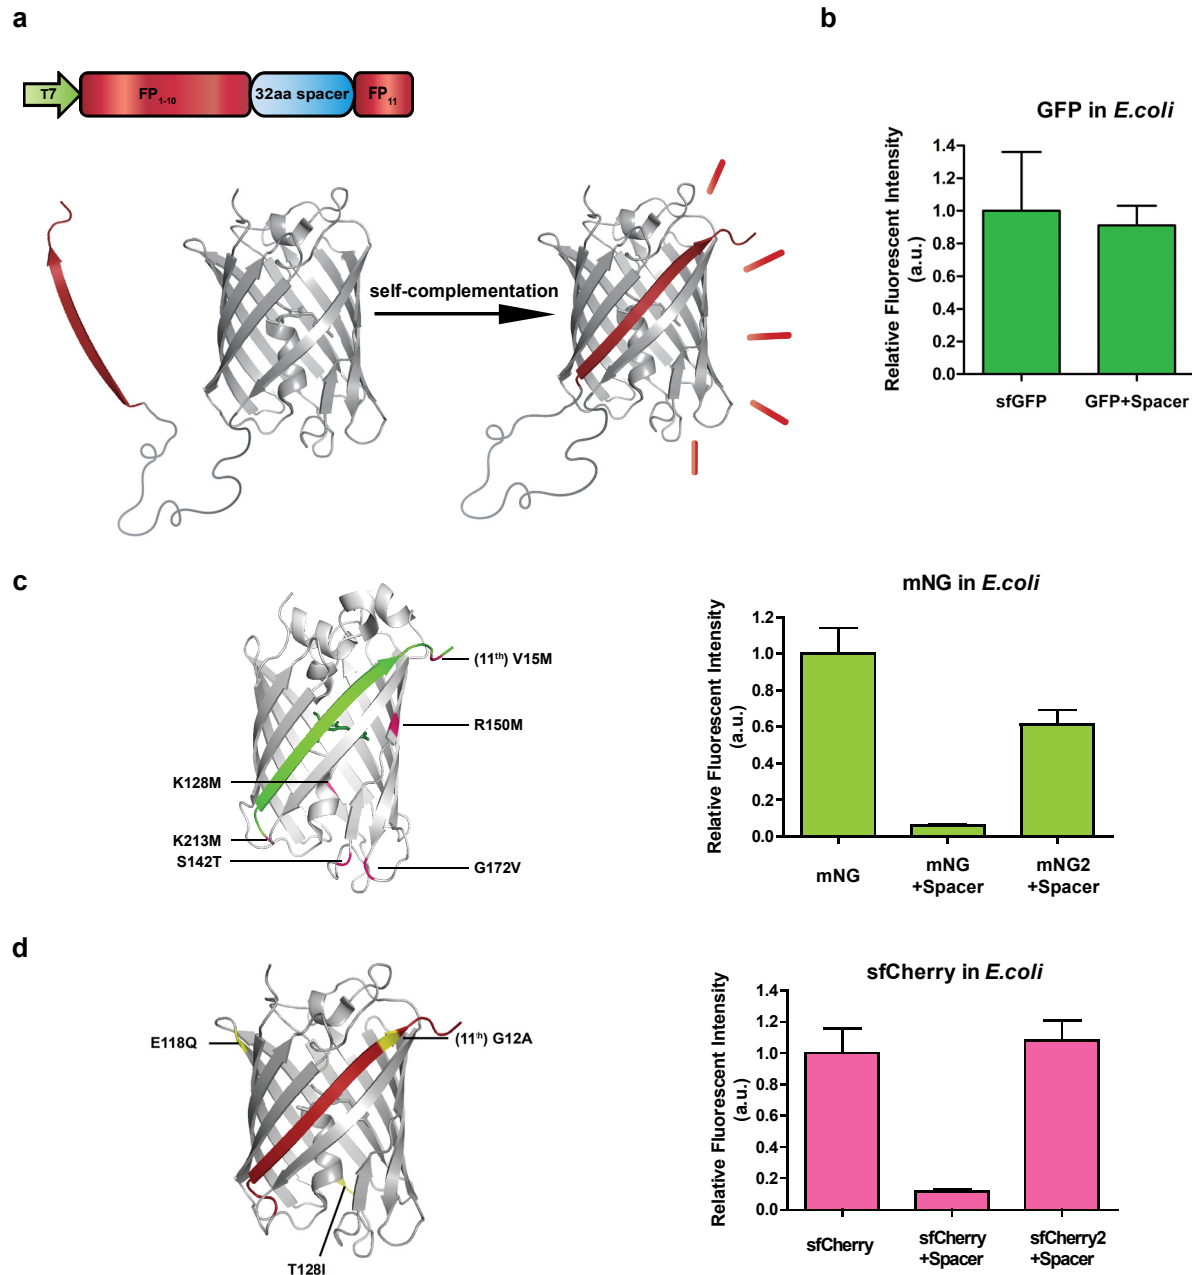 a
T7
FP1-10
32aa spacer
FP11
self-complementation
b
GFP in E.coli
Relative Fluorescent Intensity
(a.u.)
1.4
1.2
1.0
0.8
0.6
0.4
0.2
0.0
sfGFP
GFP+Spacer
c
(11th) V15M
R150M
K128M
K213M
S142T
G172V
mNG in E.coli
Relative Fluorescent Intensity
(a.u.)
1.2
1.0
0.8
0.6
0.4
0.2
0.0
mNG
mNG
+Spacer
mNG2
+Spacer
d
E118Q
(11th) G12A
T128I
sfCherry in E.coli
Relative Fluorescent Intensity
(a.u.)
1.4
1.2
1.0
0.8
0.6
0.4
0.2
0.0
sfCherry
sfCherry
+Spacer
sfCherry2
+Spacer